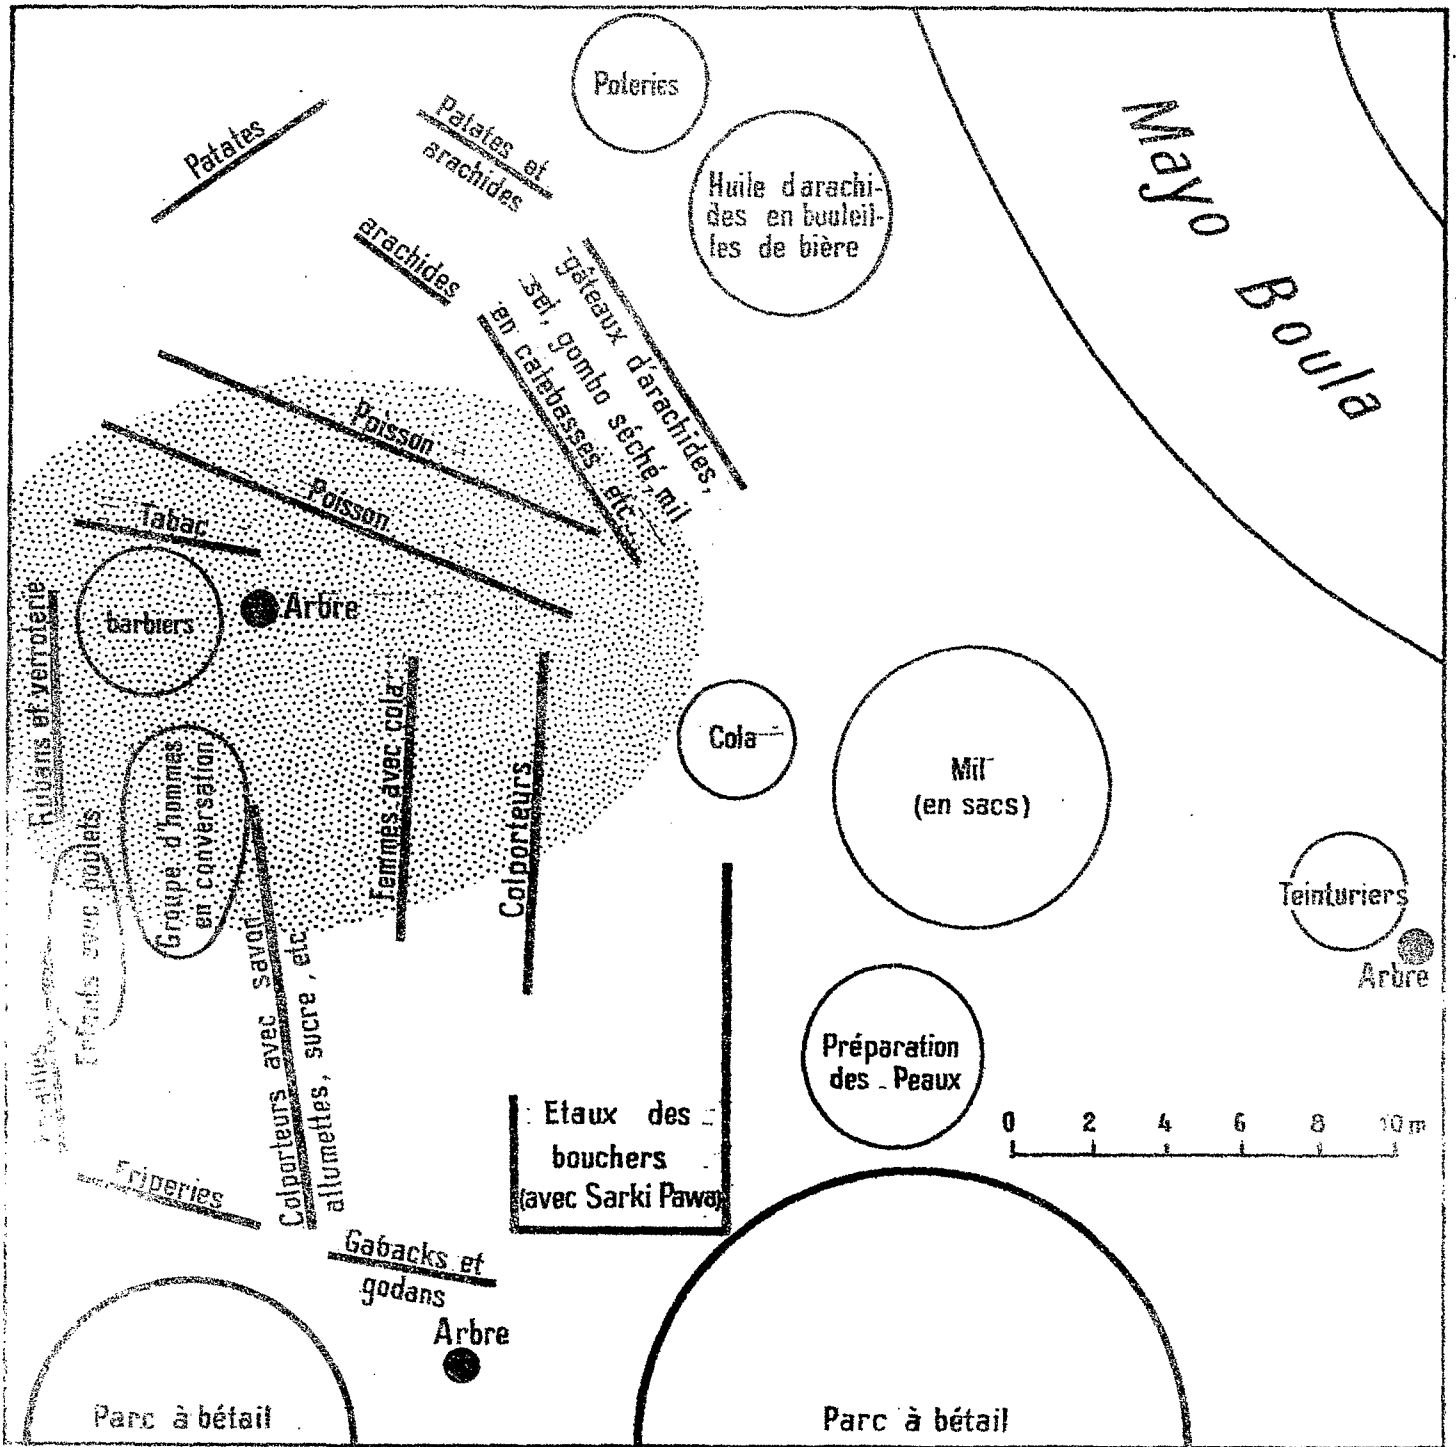 Poteries
Patates
Patates et
arachides
Huile d'arachi-
des en bouteil-
les de bière
Mayo Boula
arachides
gâteaux d'arachides,
sel, gombo séché, mil
en calebasses etc
Poisson
Poisson
Tabac
barbiers
Arbre
Rubans et verroterie
Groupe d'hommes
en conversation
Femmes avec cola
Colporteurs
Cola
Mil
(en sacs)
Teinturiers
Arbre
Enfants avec poulets
Colporteurs avec savon
allumettes, sucre, etc
Préparation
des Peaux
0 2 4 6 8 10 m
Etaux des
bouchers
(avec Sarki Pawa)
Friperies
Gabacks et
godans
Arbre
Parc à bétail
Parc à bétail